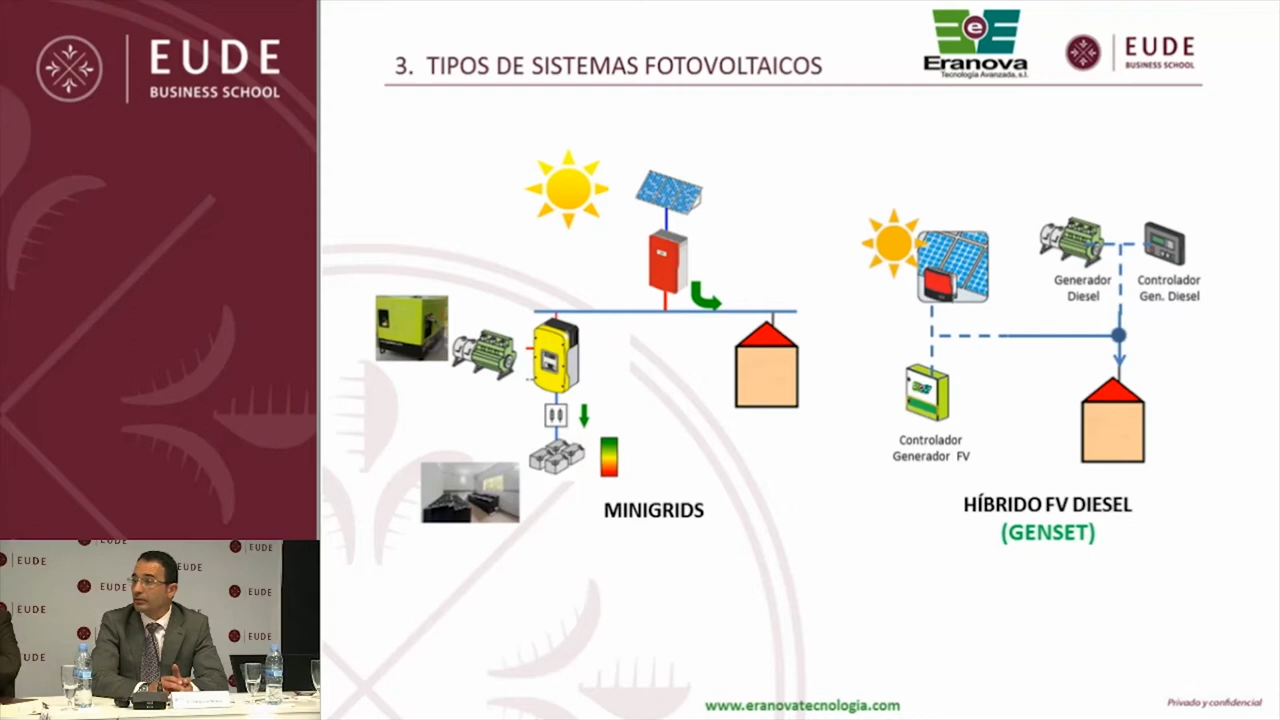 EUDE
BUSINESS SCHOOL
3. TIPOS DE SISTEMAS FOTOVOLTAICOS
e
Eranova
Tecnología Avanzada, s.l.
EUDE
BUSINESS SCHOOL
Generador
Diesel
Controlador
Gen. Diesel
Controlador
Generador FV
MINIGRIDS
HÍBRIDO FV DIESEL
(GENSET)
EUDE
EUDE
EUDE
EUDE
EUDE
EUDE
EUDE
EUDE
www.eranovatecnologia.com
Privado y confidencial